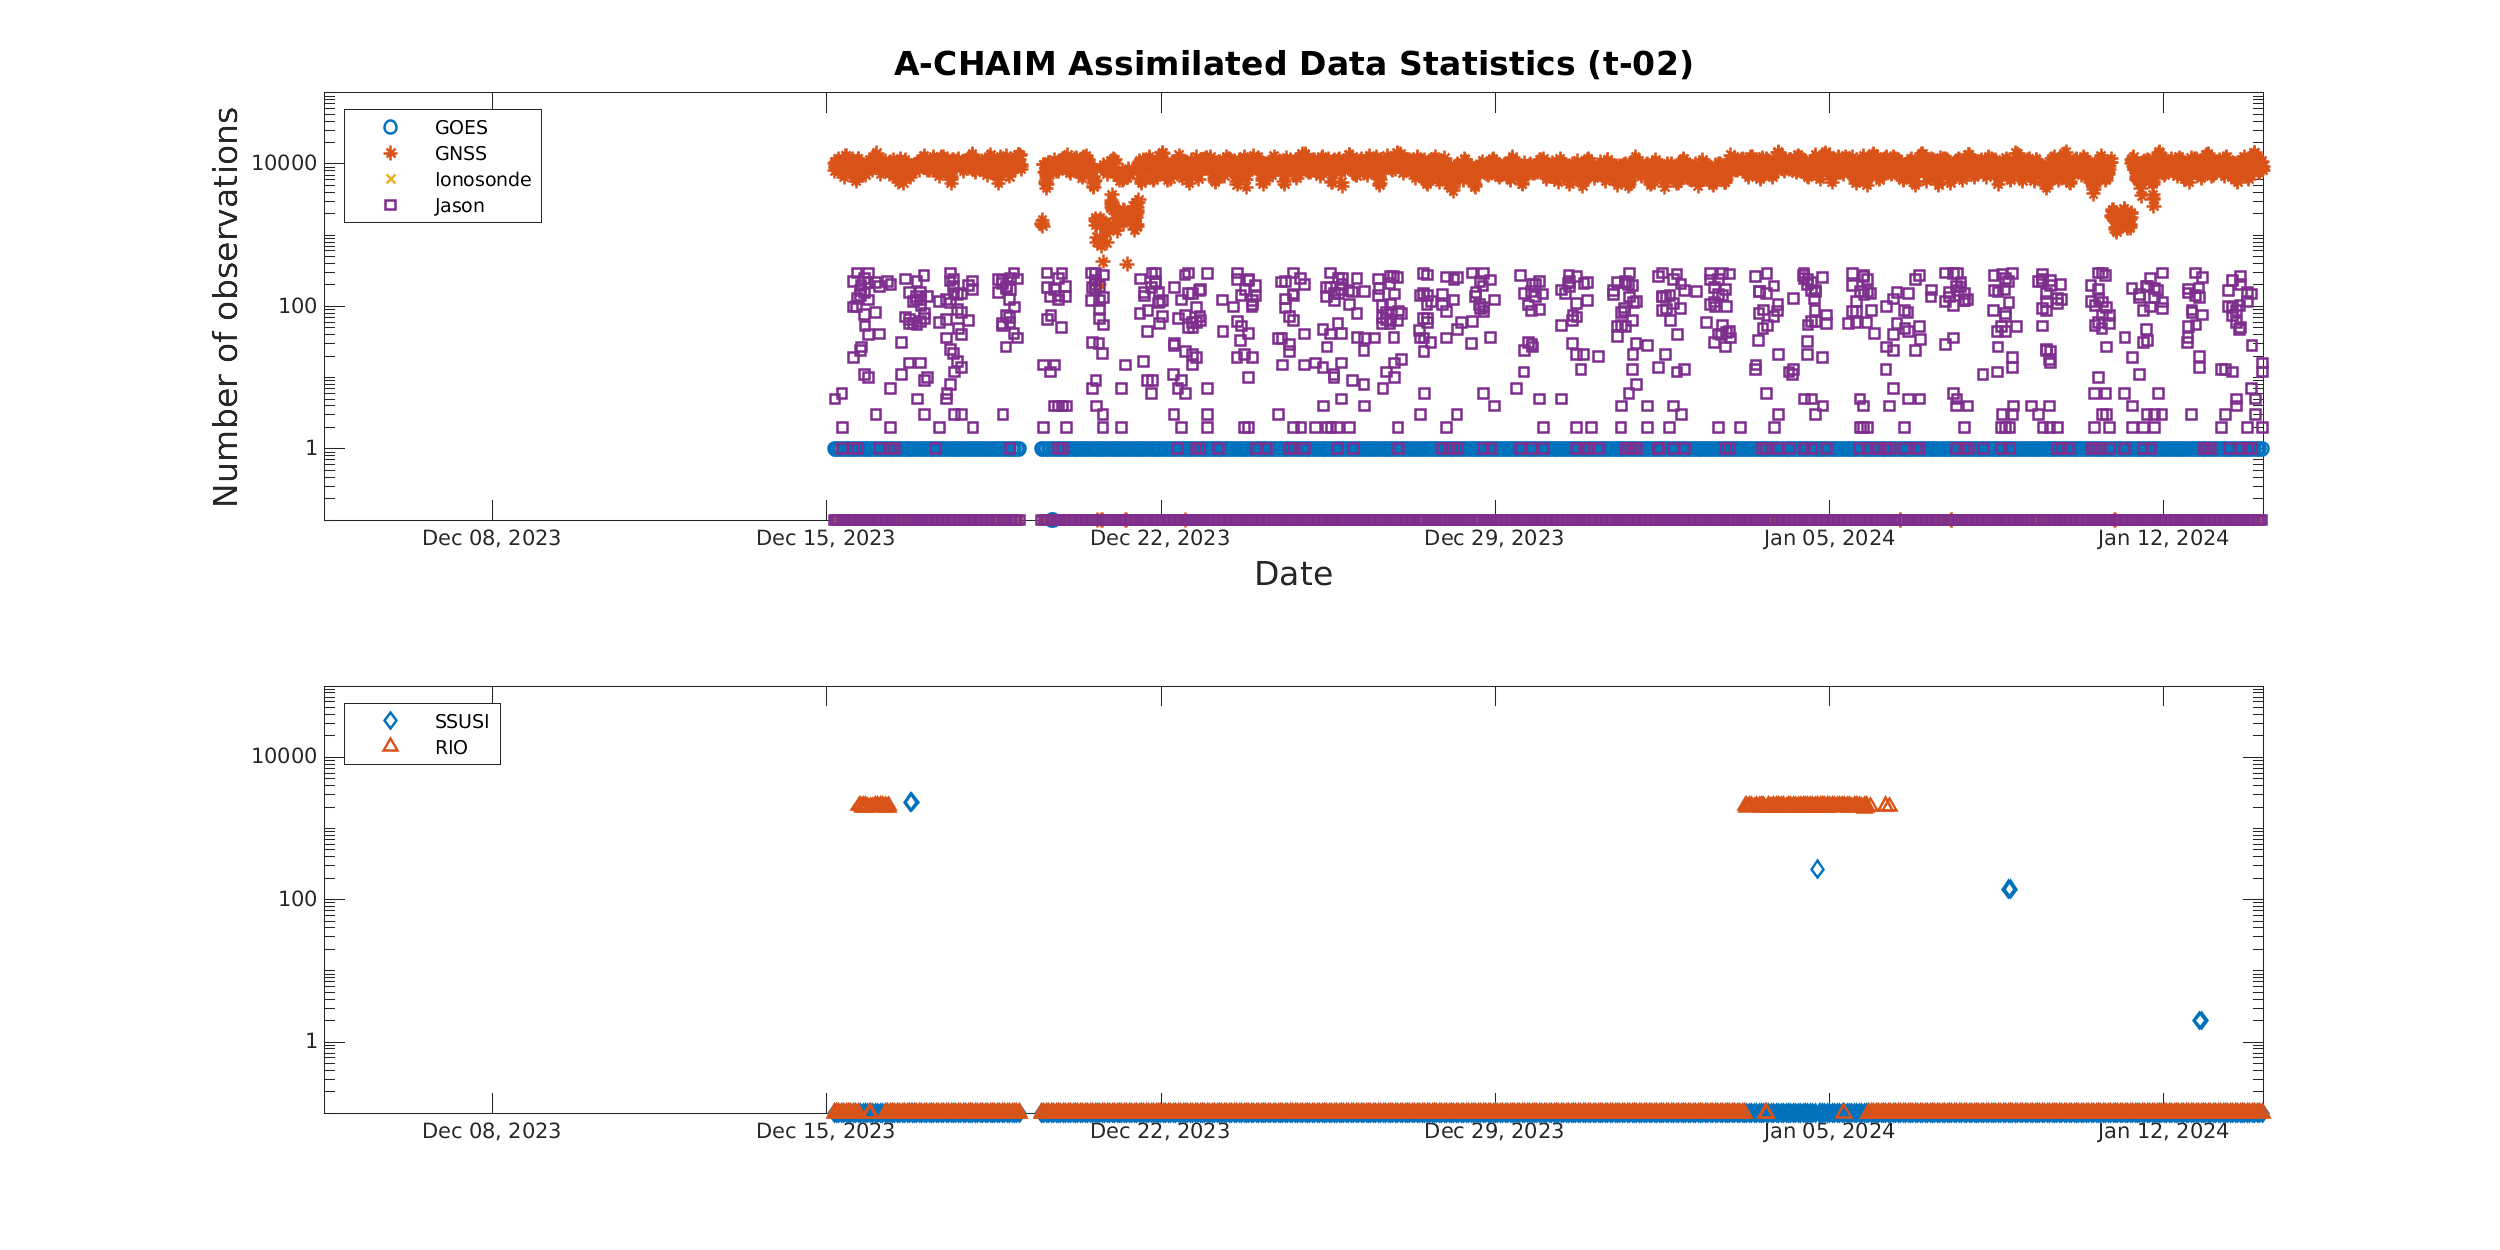 A-CHAIM Assimilated Data Statistics (t-02)
Number of observations
GOES
GNSS
Ionosonde
Jason
10000
100
1
Dec 08, 2023
Dec 15, 2023
Dec 22, 2023
Dec 29, 2023
Jan 05, 2024
Jan 12, 2024
Date
SSUSI
RIO
10000
100
1
Dec 08, 2023
Dec 15, 2023
Dec 22, 2023
Dec 29, 2023
Jan 05, 2024
Jan 12, 2024